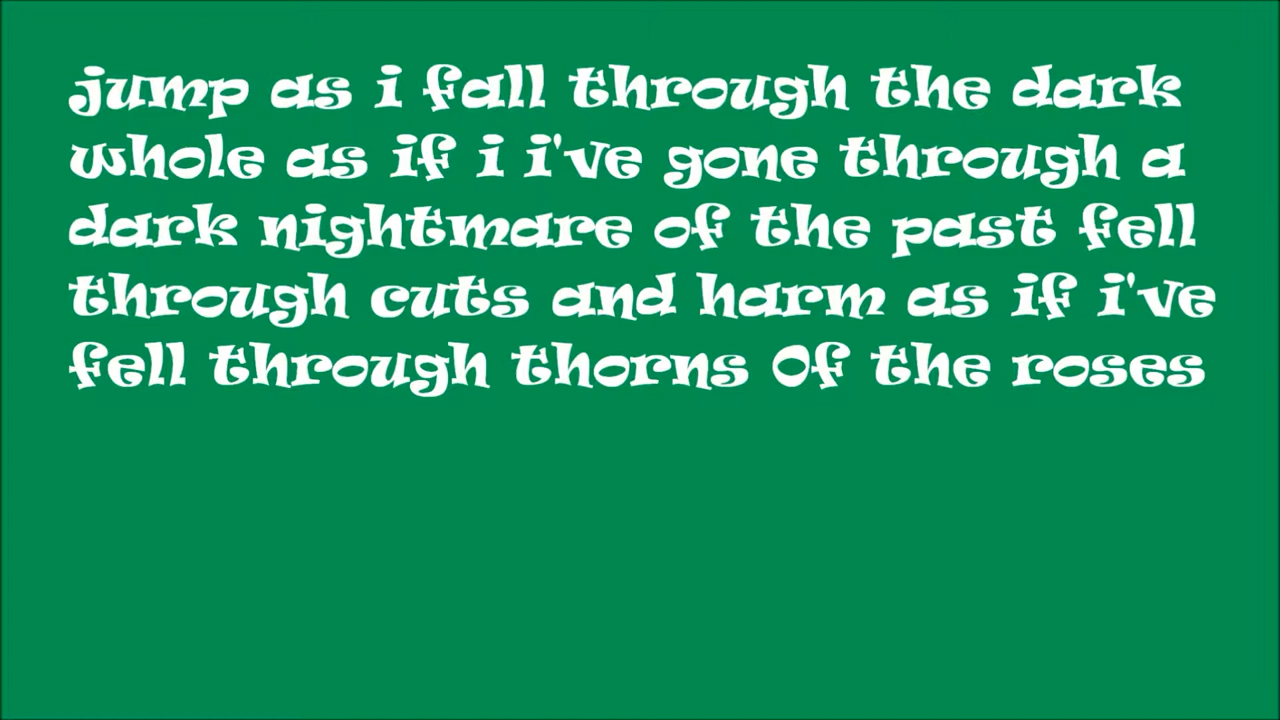 jump as i fall through the dark
whole as if i i've gone through a
dark nightmare of the past fell
through cuts and harm as if i've
fell through thorns Of the roses